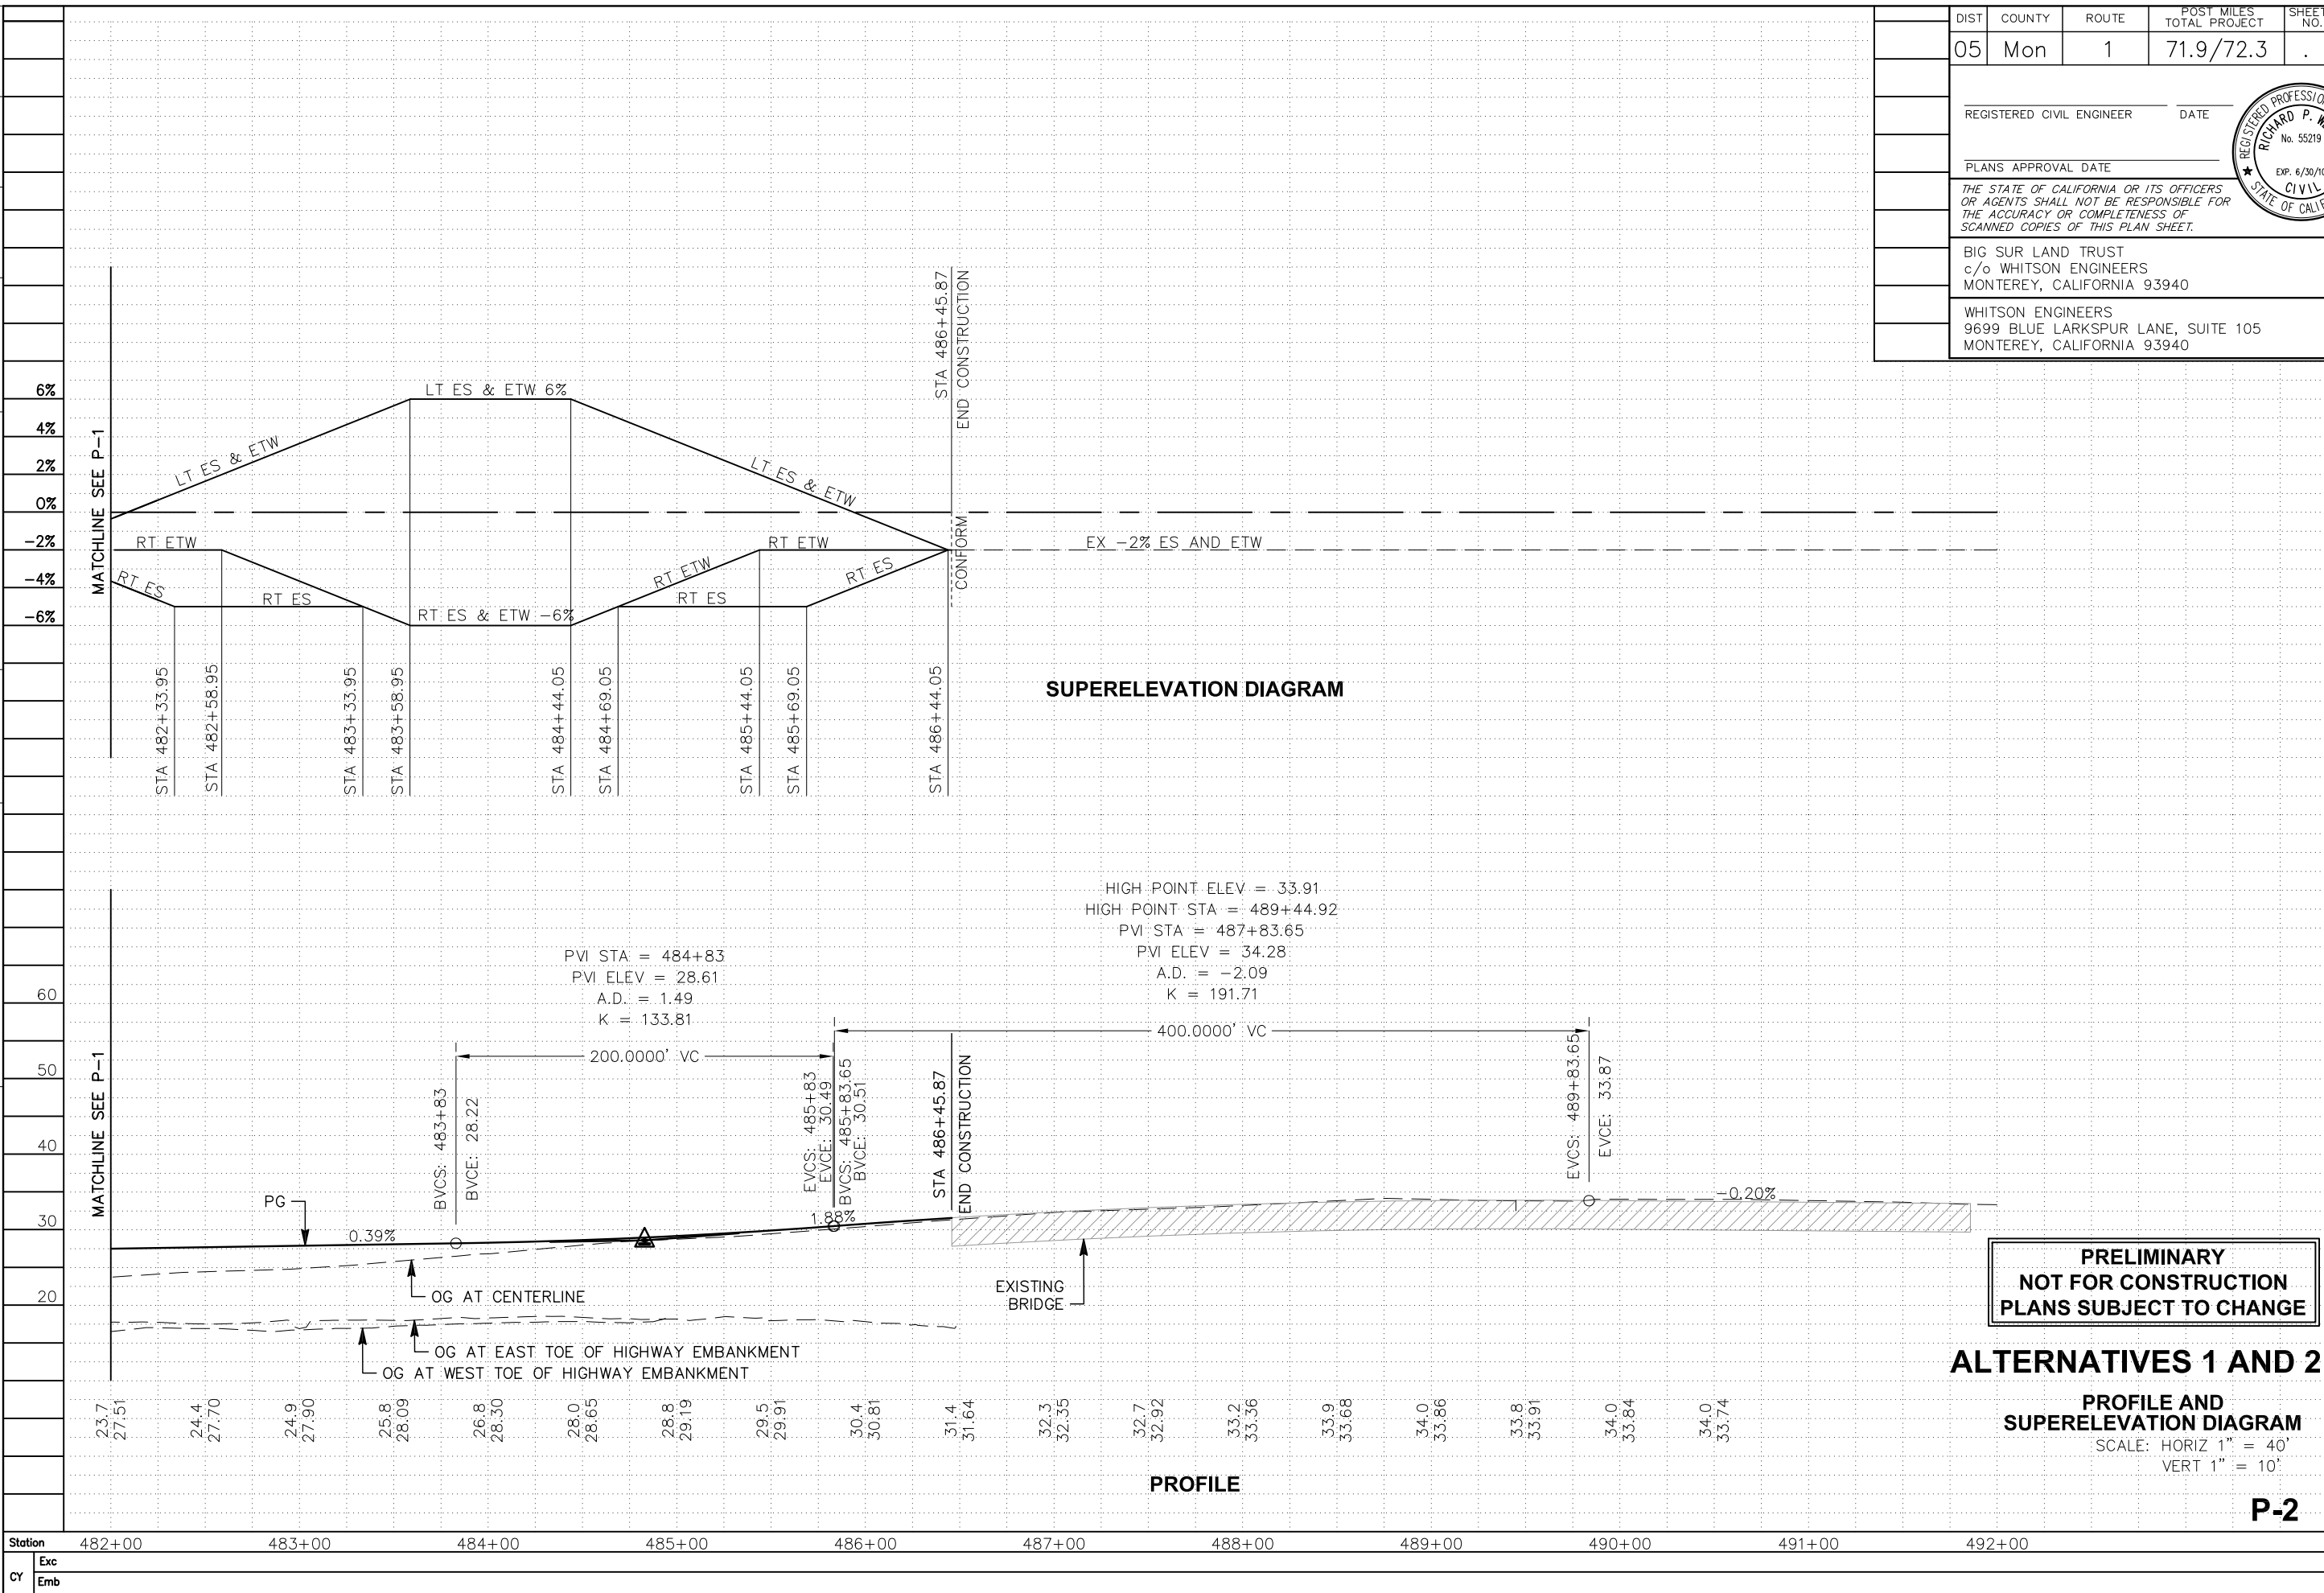 DIST COUNTY ROUTE POST MILES TOTAL PROJECT SHEET NO.
05 Mon 1 71.9/72.3 .
REGISTERED CIVIL ENGINEER DATE
PLANS APPROVAL DATE
REGISTERED
RICHARD P.
No. 55219
CIVIL
STATE OF
THE STATE OF CALIFORNIA OR ITS OFFICERS
OR AGENTS SHALL NOT BE RESPONSIBLE FOR
THE ACCURACY OR COMPLETENESS OF
SCANNED COPIES OF THIS PLAN SHEET.
BIG SUR LAND TRUST
c/o WHITSON ENGINEERS
MONTEREY, CALIFORNIA 93940
WHITSON ENGINEERS
9699 BLUE LARKSPUR LANE, SUITE 105
MONTEREY, CALIFORNIA 93940
6%
4%
2%
0%
-2%
-4%
-6%
MATCHLINE SEE P-1
LT ES & ETW
LT ES & ETW 6%
LT ES & ETW
STA 486+45.87
END CONSTRUCTION
RT ETW
RT ES
RT ES
RT ES & ETW -6%
RT ETW
RT ES
RT ETW
RT ES
CONFORM
EX -2% ES AND ETW
STA 482+33.95
STA 482+58.95
STA 483+33.95
STA 483+58.95
STA 484+44.05
STA 484+69.05
STA 485+44.05
STA 485+69.05
STA 486+44.05
SUPERELEVATION DIAGRAM
HIGH POINT ELEV = 33.91
HIGH POINT STA = 489+44.92
PVI STA = 487+83.65
PVI ELEV = 34.28
A.D. = -2.09
K = 191.71
400.0000' VC
PVI STA = 484+83
PVI ELEV = 28.61
A.D. = 1.49
K = 133.81
200.0000' VC
60
50
40
30
20
MATCHLINE SEE P-1
BVCS: 483+83
BVCE: 28.22
EVCS: 485+83
EVCE: 30.49
BVCS: 485+83.65
BVCE: 30.51
STA 486+45.87
END CONSTRUCTION
EVCS: 489+83.65
EVCE: 33.87
PG
0.39%
1.88%
-0.20%
OG AT CENTERLINE
EXISTING
BRIDGE
OG AT EAST TOE OF HIGHWAY EMBANKMENT
OG AT WEST TOE OF HIGHWAY EMBANKMENT
23.7
27.51
24.4
27.70
24.9
27.90
25.8
28.09
26.8
28.30
28.0
28.65
28.8
29.19
29.5
29.91
30.4
30.81
31.4
31.64
32.3
32.35
32.7
32.92
33.2
33.36
33.9
33.68
34.0
33.86
33.8
33.91
34.0
33.84
34.0
33.74
PROFILE
PRELIMINARY
NOT FOR CONSTRUCTION
PLANS SUBJECT TO CHANGE
ALTERNATIVES 1 AND 2
PROFILE AND
SUPERELEVATION DIAGRAM
SCALE: HORIZ 1" = 40'
VERT 1" = 10'
P-2
Station 482+00 483+00 484+00 485+00 486+00 487+00 488+00 489+00 490+00 491+00 492+00
CY
Exc
Emb